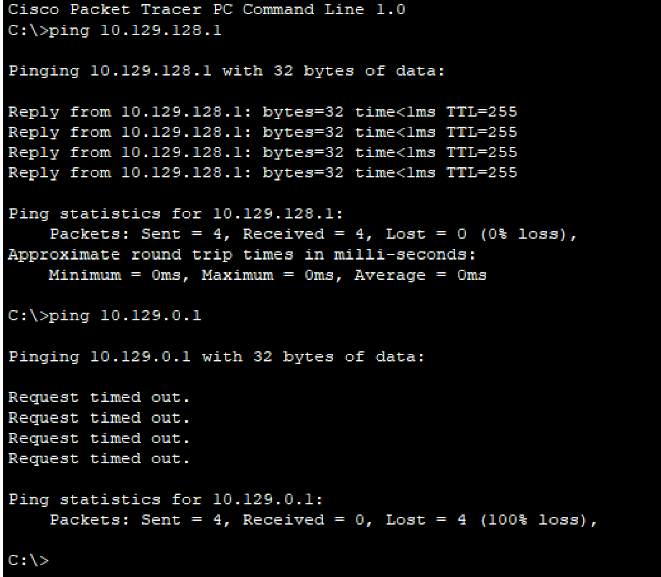 Cisco Packet Tracer PC Command Line 1.0
C:\>ping 10.129.128.1
Pinging 10.129.128.1 with 32 bytes of data:
Reply from 10.129.128.1: bytes=32 time<1ms TTL=255
Reply from 10.129.128.1: bytes=32 time<1ms TTL=255
Reply from 10.129.128.1: bytes=32 time<1ms TTL=255
Reply from 10.129.128.1: bytes=32 time<1ms TTL=255
Ping statistics for 10.129.128.1:
    Packets: Sent = 4, Received = 4, Lost = 0 (0% loss),
Approximate round trip times in milli-seconds:
    Minimum = 0ms, Maximum = 0ms, Average = 0ms
C:\>ping 10.129.0.1
Pinging 10.129.0.1 with 32 bytes of data:
Request timed out.
Request timed out.
Request timed out.
Request timed out.
Ping statistics for 10.129.0.1:
    Packets: Sent = 4, Received = 0, Lost = 4 (100% loss),
C:\>